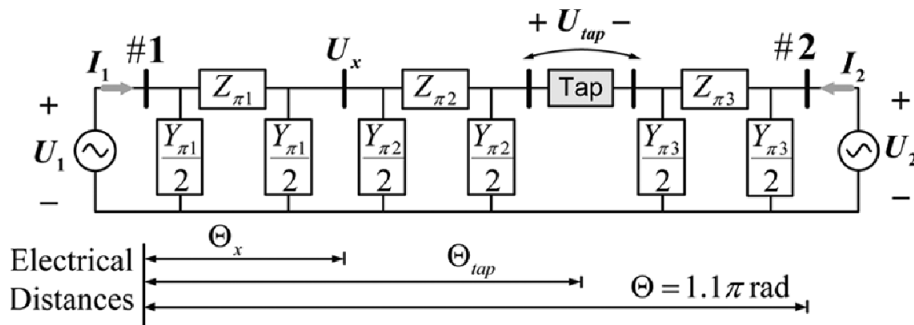 + U_tap −
#1
U_x
#2
I_1
I_2
Z_π1
Z_π2
Tap
Z_π3
+
+
U_1
Y_π1/2
Y_π1/2
Y_π2/2
Y_π2/2
Y_π3/2
Y_π3/2
U_2
−
−
Θ_x
Electrical
Θ_tap
Distances
Θ = 1.1π rad